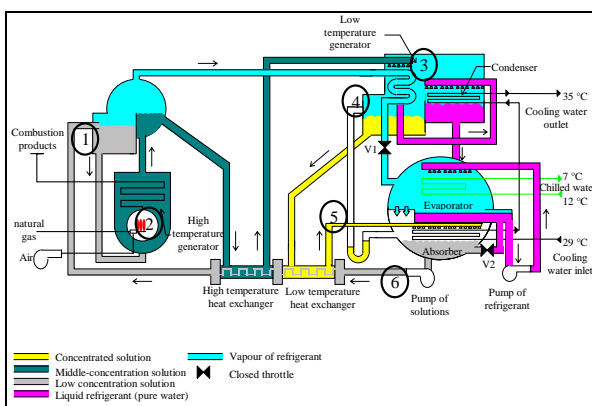 Low
temperature
generator
3
Condenser
35 °C
Cooling water
outlet
4
V1
1
Combustion
products
7 °C
Chilled water
12 °C
Evaporator
natural
gas
2
High
temperature
generator
5
29 °C
Cooling
water inlet
Air
Absorber
V2
6
High temperature
heat exchanger
Low temperature
heat exchanger
Pump of
solutions
Pump of
refrigerant
Concentrated solution
Middle-concentration solution
Low concentration solution
Liquid refrigerant (pure water)
Vapour of refrigerant
Closed throttle